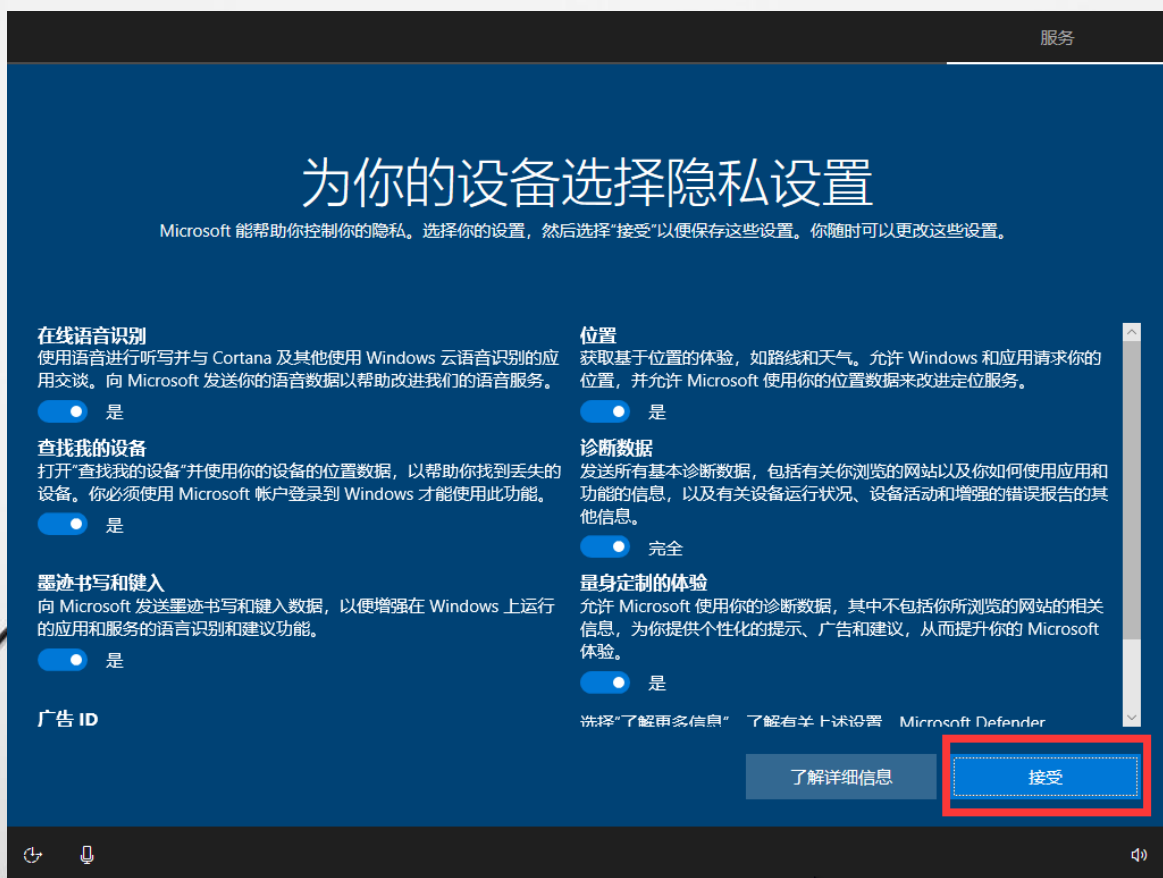 服务
为你的设备选择隐私设置
Microsoft 能帮助你控制你的隐私。选择你的设置，然后选择“接受”以便保存这些设置。你随时可以更改这些设置。
在线语音识别
使用语音进行听写并与 Cortana 及其他使用 Windows 云语音识别的应
用交谈。向 Microsoft 发送你的语音数据以帮助改进我们的语音服务。
是
查找我的设备
打开“查找我的设备”并使用你的设备的位置数据，以帮助你找到丢失的
设备。你必须使用 Microsoft 帐户登录到 Windows 才能使用此功能。
是
墨迹书写和键入
向 Microsoft 发送墨迹书写和键入数据，以便增强在 Windows 上运行
的应用和服务的语言识别和建议功能。
是
广告 ID
位置
获取基于位置的体验，如路线和天气。允许 Windows 和应用请求你的
位置，并允许 Microsoft 使用你的位置数据来改进定位服务。
是
诊断数据
发送所有基本诊断数据，包括有关你浏览的网站以及你如何使用应用和
功能的信息，以及有关设备运行状况、设备活动和增强的错误报告的其
他信息。
完全
量身定制的体验
允许 Microsoft 使用你的诊断数据，其中不包括你所浏览的网站的相关
信息，为你提供个性化的提示、广告和建议，从而提升你的 Microsoft
体验。
是
选择“了解更多信息”，了解有关上述设置、Microsoft Defender
了解详细信息
接受